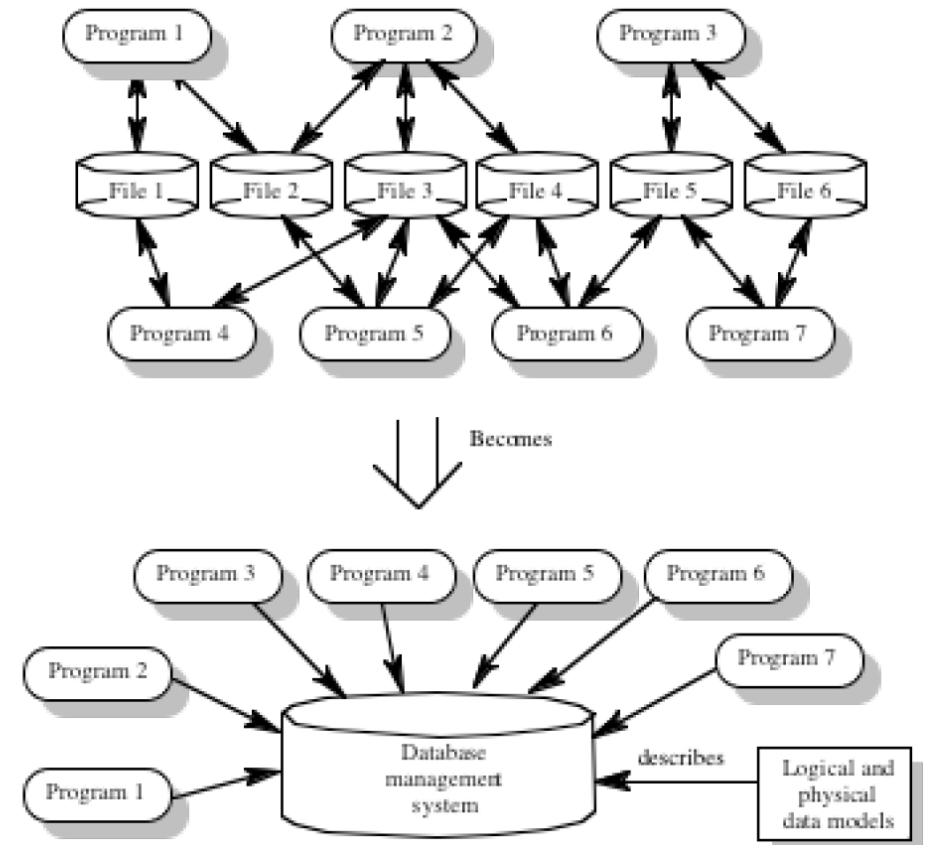 Program 1
Program 2
Program 3
File 1
File 2
File 3
File 4
File 5
File 6
Program 4
Program 5
Program 6
Program 7
Becomes
Program 3
Program 4
Program 5
Program 6
Program 2
Program 7
Database
management
system
describes
Logical and
physical
data models
Program 1